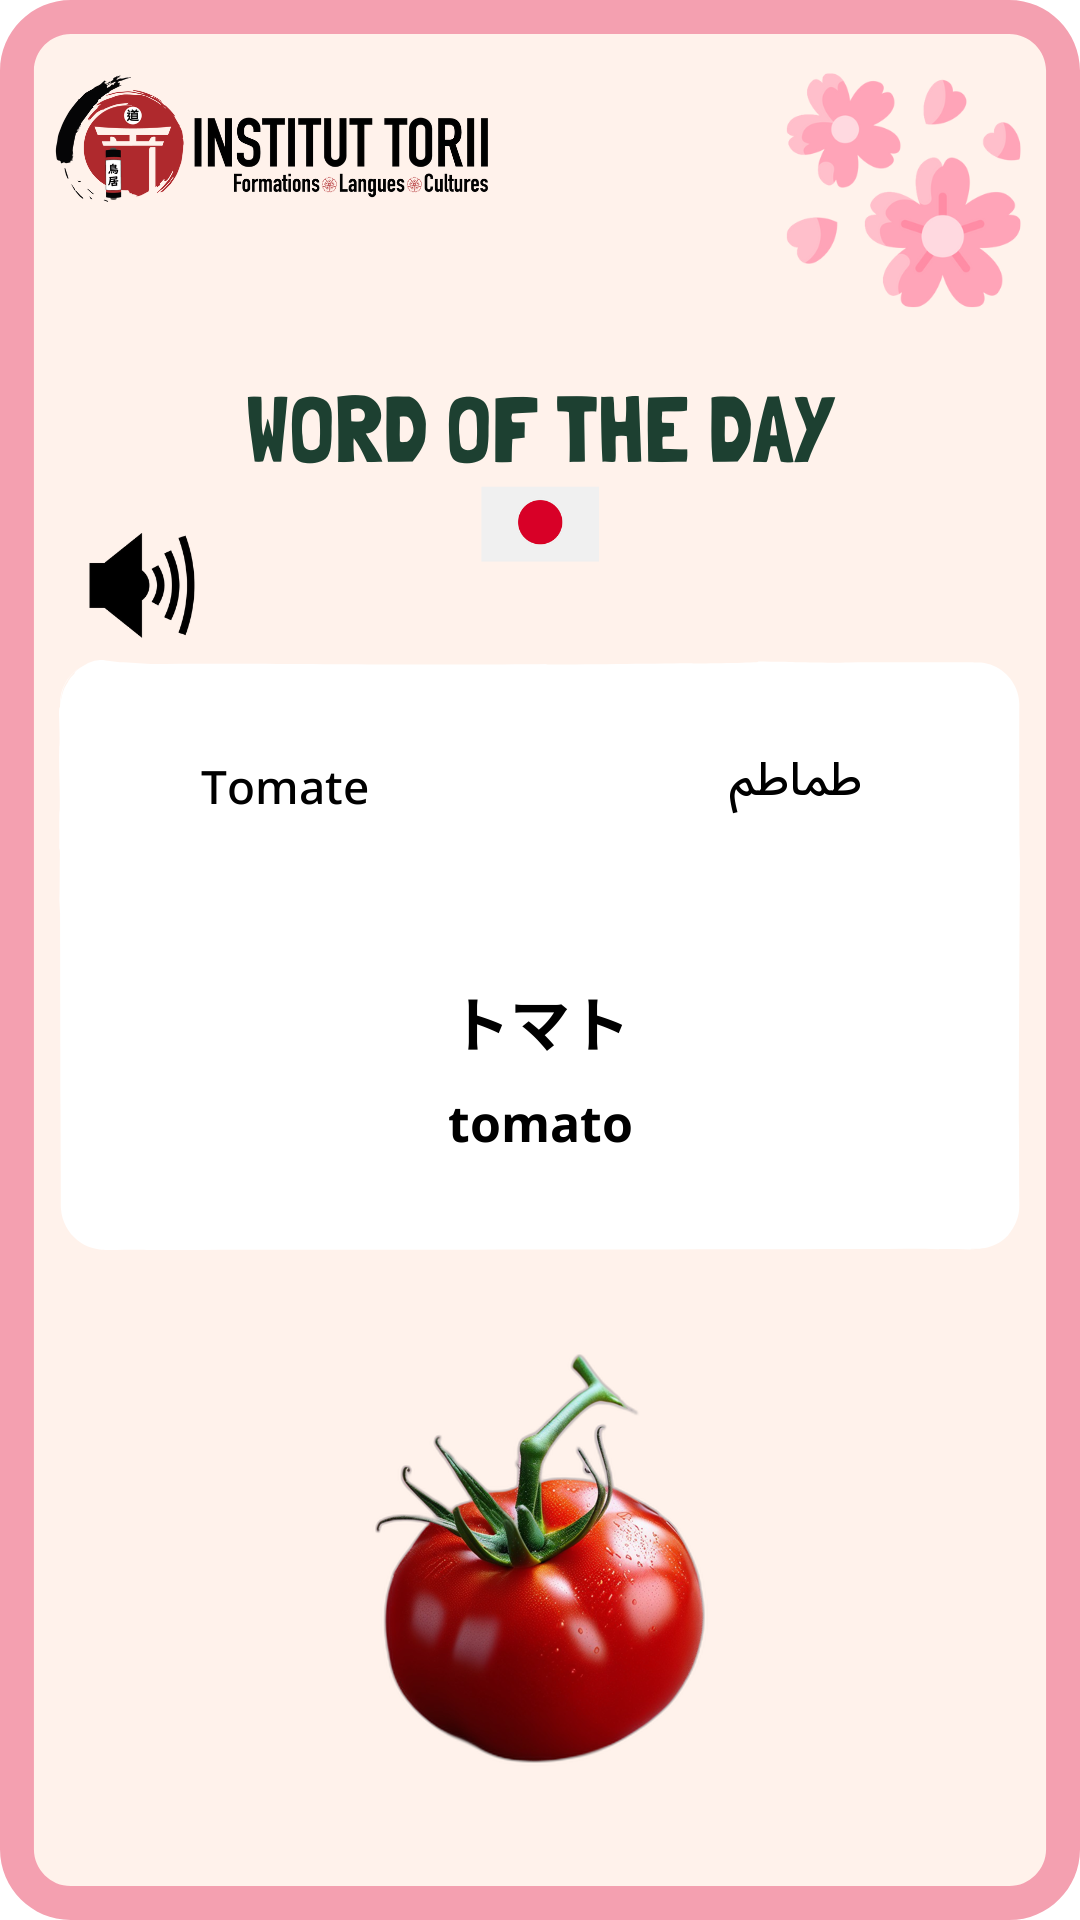 道
鳥居
INSTITUT TORII
Formations Langues Cultures
WORD OF THE DAY
Tomate
طماطم
トマト
tomato